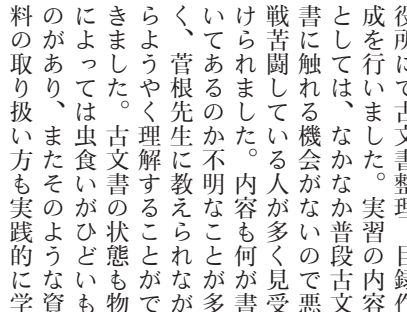 役所にて古文書整理、目録作
成を行いました。実習の内容
としては、なかなか普段古文
書に触れる機会がないので悪
戦苦闘している人が多く見受
けられました。内容も何が書
いてあるのか不明なことが多
く、菅根先生に教えられなが
らようやく理解することがで
きました。古文書の状態も物
によっては虫食いがひどいも
のがあり、またそのような資
料の取り扱い方も実践的に学